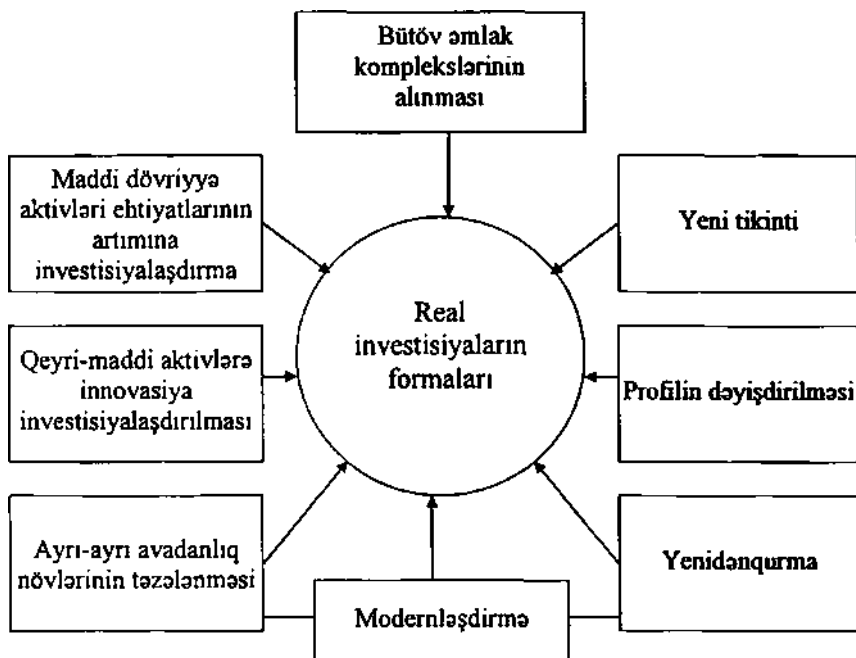 Bütöv əmlak
komplekslərinin
alınması
Maddi dövriyyə
aktivləri ehtiyatlarının
artımına
investisiyalaşdırma
Yeni tikinti
Real
investisiyaların
formaları
Qeyri-maddi aktivlərə
innovasiya
investisiyalaşdırılması
Profilin dəyişdirilməsi
Ayrı-ayrı avadanlıq
növlərinin təzələnməsi
Yenidənqurma
Modernləşdirmə